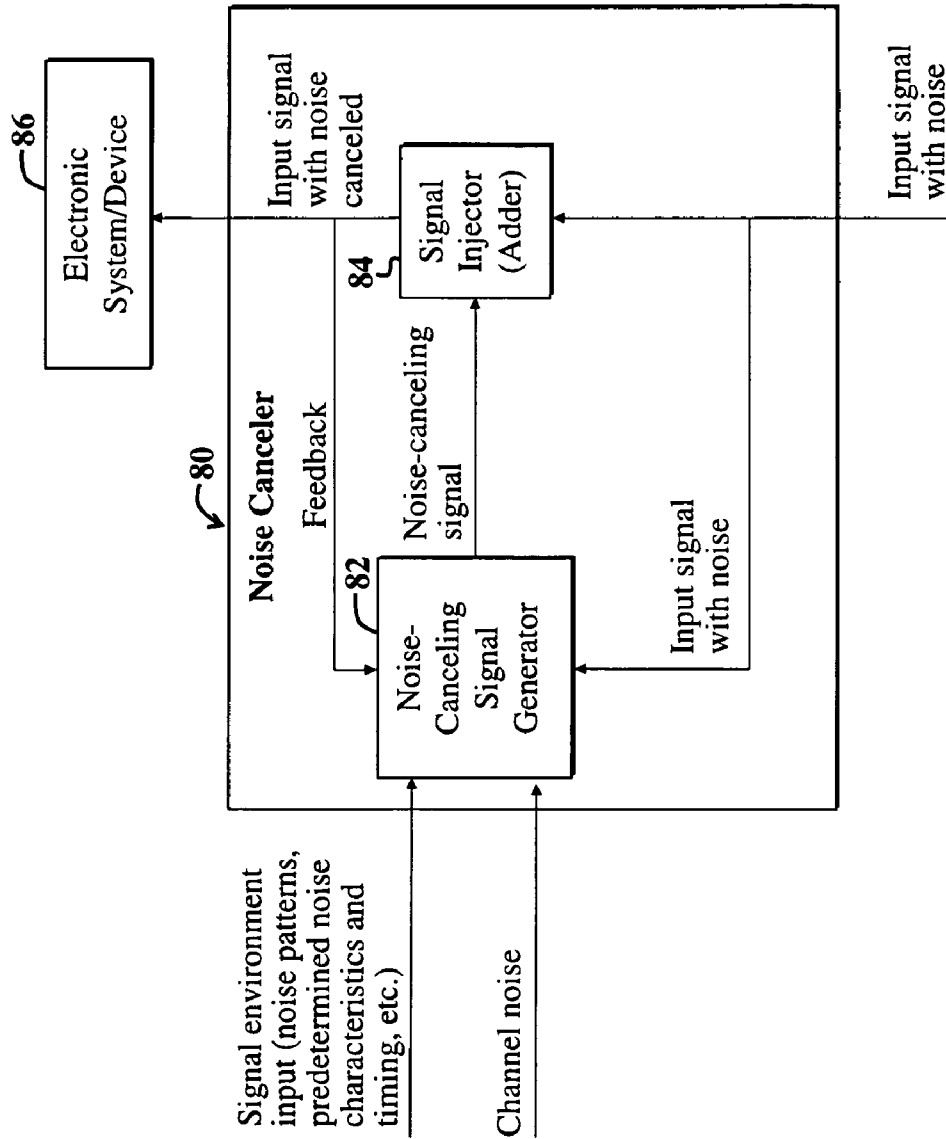 86
Electronic
System/Device
80
Noise Canceler
Input signal
with noise
canceled
Feedback
84
Signal
Injector
(Adder)
Noise-canceling
signal
82
Noise-
Canceling
Signal
Generator
Input signal
with noise
Input signal
with noise
Signal environment
input (noise patterns,
predetermined noise
characteristics and
timing, etc.)
Channel noise